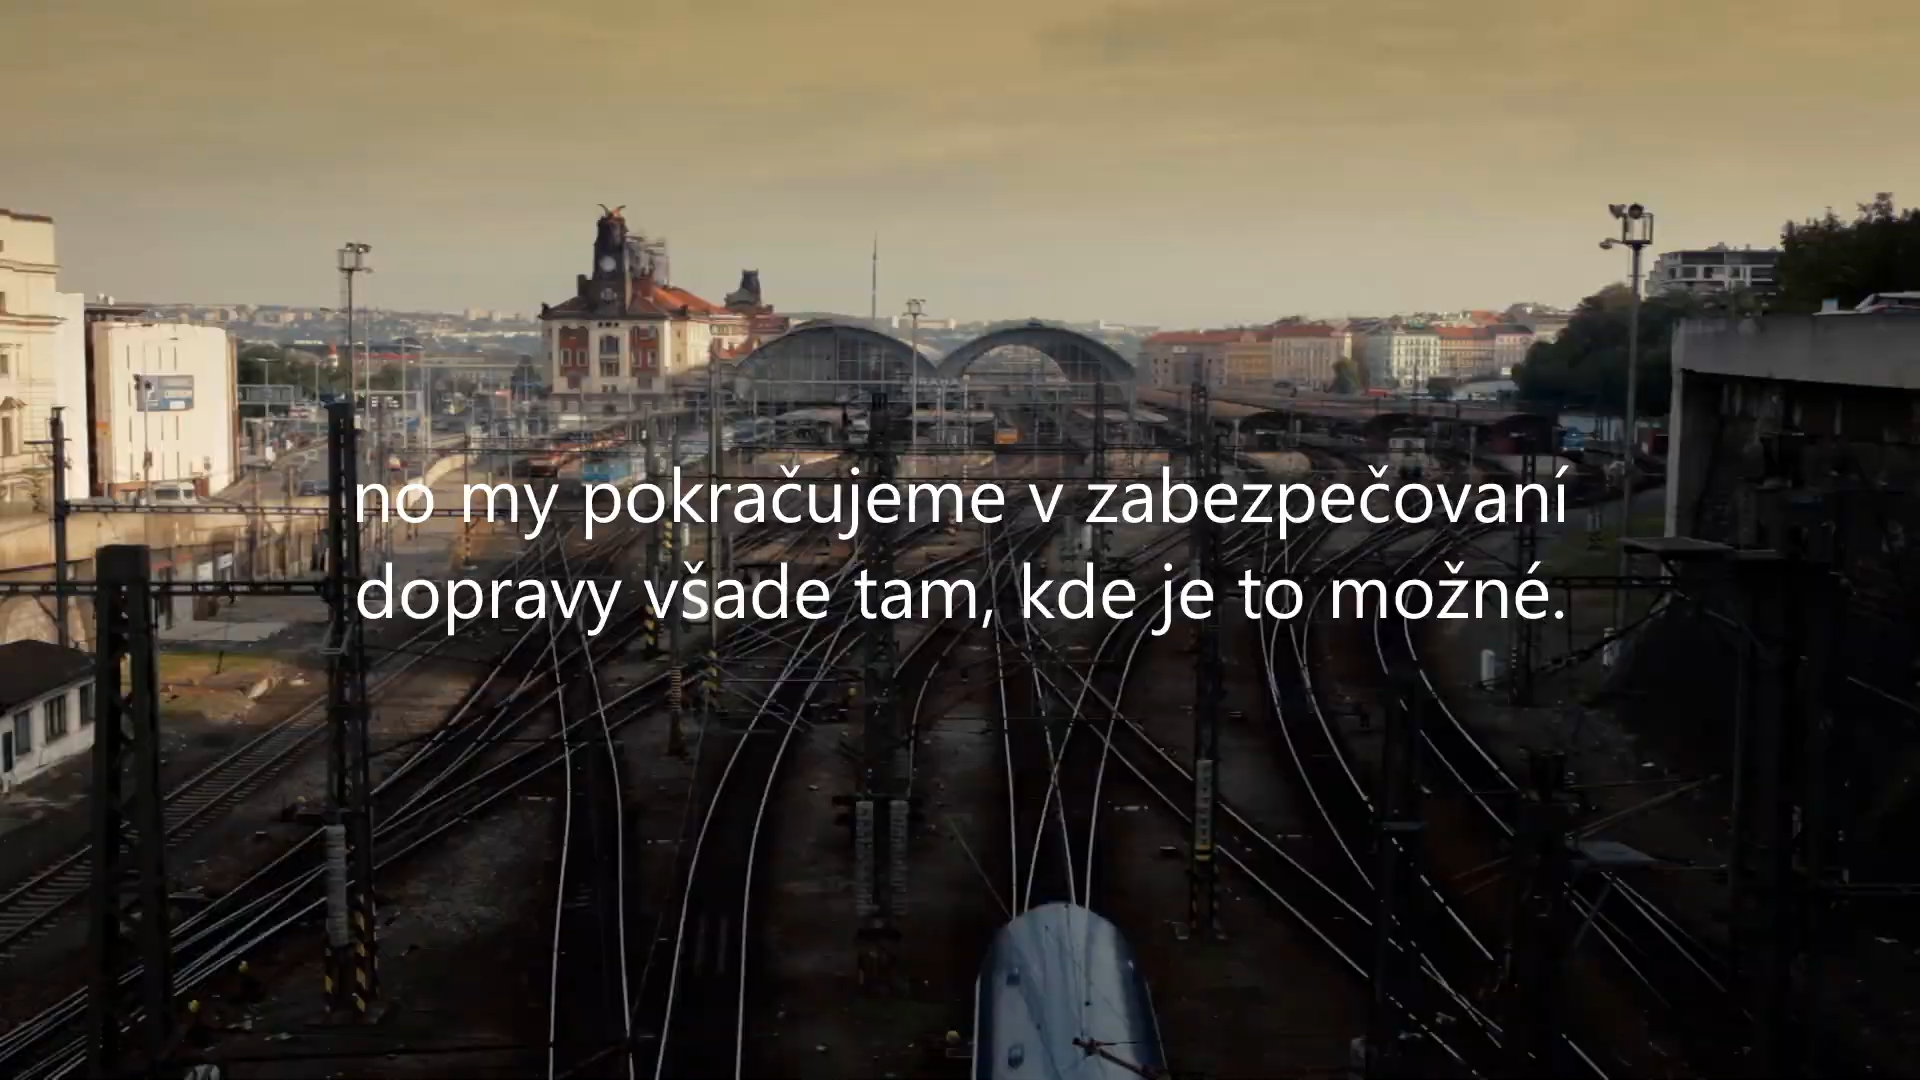 no my pokračujeme v zabezpečovaní
dopravy všade tam, kde je to možné.